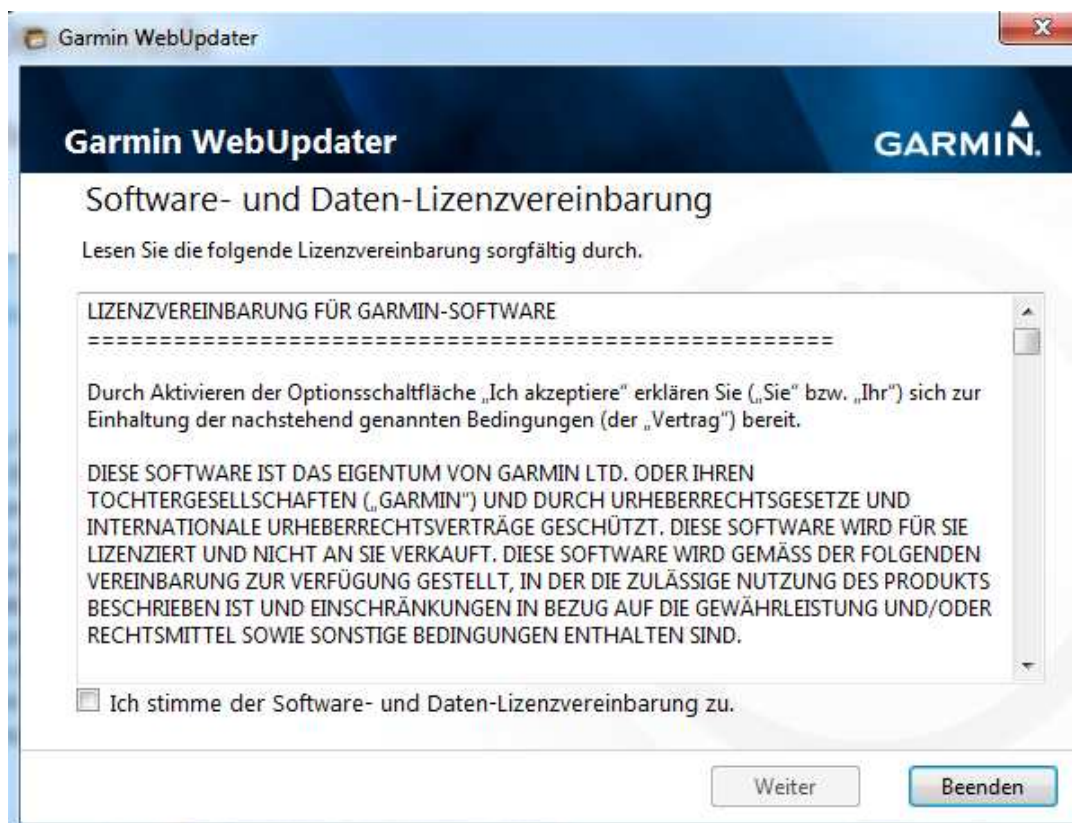 Garmin WebUpdater
Garmin WebUpdater
GARMIN.
Software- und Daten-Lizenzvereinbarung
Lesen Sie die folgende Lizenzvereinbarung sorgfältig durch.
LIZENZVEREINBARUNG FÜR GARMIN-SOFTWARE
====================================================
Durch Aktivieren der Optionsschaltfläche „Ich akzeptiere“ erklären Sie („Sie“ bzw. „Ihr“) sich zur
Einhaltung der nachstehend genannten Bedingungen (der „Vertrag“) bereit.
DIESE SOFTWARE IST DAS EIGENTUM VON GARMIN LTD. ODER IHREN
TOCHTERGESELLSCHAFTEN („GARMIN“) UND DURCH URHEBERRECHTSGESETZE UND
INTERNATIONALE URHEBERRECHTSVERTRÄGE GESCHÜTZT. DIESE SOFTWARE WIRD FÜR SIE
LIZENZIERT UND NICHT AN SIE VERKAUFT. DIESE SOFTWARE WIRD GEMÄSS DER FOLGENDEN
VEREINBARUNG ZUR VERFÜGUNG GESTELLT, IN DER DIE ZULÄSSIGE NUTZUNG DES PRODUKTS
BESCHRIEBEN IST UND EINSCHRÄNKUNGEN IN BEZUG AUF DIE GEWÄHRLEISTUNG UND/ODER
RECHTSMITTEL SOWIE SONSTIGE BEDINGUNGEN ENTHALTEN SIND.
Ich stimme der Software- und Daten-Lizenzvereinbarung zu.
Weiter
Beenden